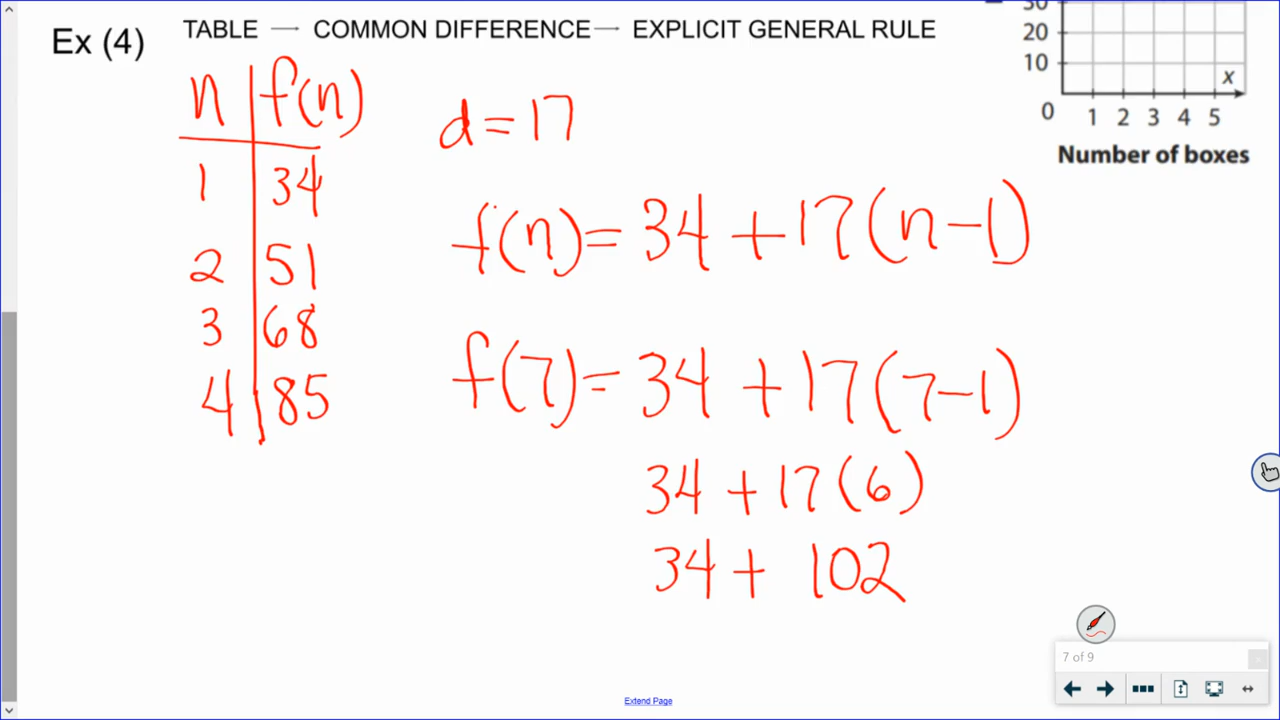 Ex (4)
TABLE → COMMON DIFFERENCE → EXPLICIT GENERAL RULE
n f(n)
1 34
2 51
3 68
4 85
d = 17
f(n) = 34 + 17(n-1)
f(7) = 34 + 17(7-1)
34 + 17(6)
34 + 102
30
20
10
x
0 1 2 3 4 5
Number of boxes
7 of 9
Extend Page